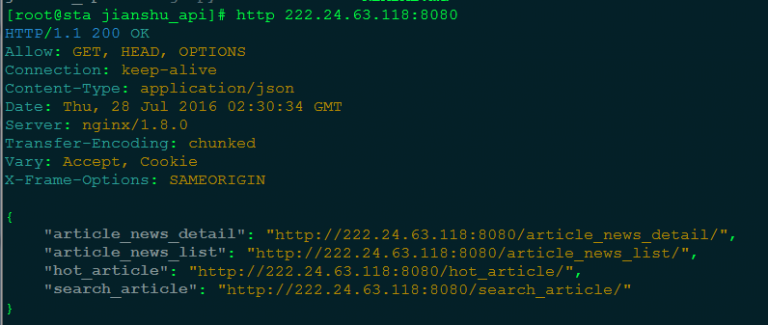 [root@sta jianshu_api]# http 222.24.63.118:8080
HTTP/1.1 200 OK
Allow: GET, HEAD, OPTIONS
Connection: keep-alive
Content-Type: application/json
Date: Thu, 28 Jul 2016 02:30:34 GMT
Server: nginx/1.8.0
Transfer-Encoding: chunked
Vary: Accept, Cookie
X-Frame-Options: SAMEORIGIN
{
    "article_news_detail": "http://222.24.63.118:8080/article_news_detail/",
    "article_news_list": "http://222.24.63.118:8080/article_news_list/",
    "hot_article": "http://222.24.63.118:8080/hot_article/",
    "search_article": "http://222.24.63.118:8080/search_article/"
}